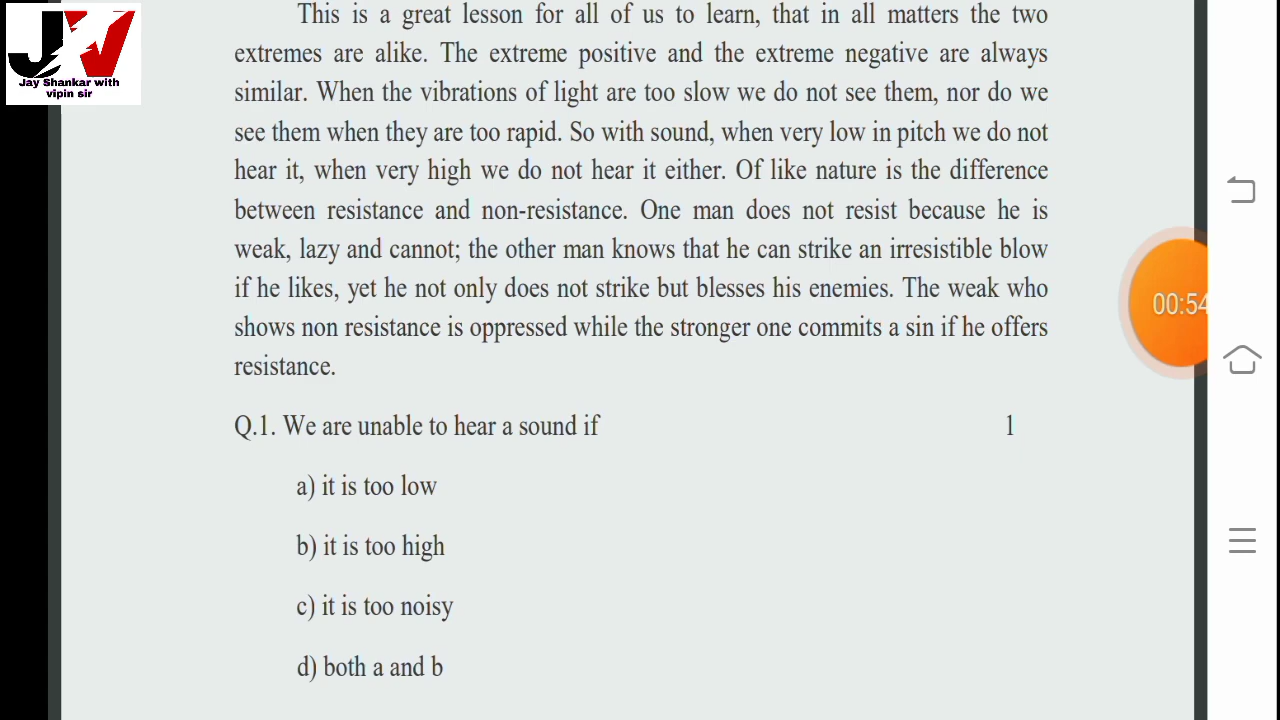 JV
Jay Shankar with
vipin sir
This is a great lesson for all of us to learn, that in all matters the two
extremes are alike. The extreme positive and the extreme negative are always
similar. When the vibrations of light are too slow we do not see them, nor do we
see them when they are too rapid. So with sound, when very low in pitch we do not
hear it, when very high we do not hear it either. Of like nature is the difference
between resistance and non-resistance. One man does not resist because he is
weak, lazy and cannot; the other man knows that he can strike an irresistible blow
if he likes, yet he not only does not strike but blesses his enemies. The weak who
shows non resistance is oppressed while the stronger one commits a sin if he offers
resistance.
00:54
Q.1. We are unable to hear a sound if 1
a) it is too low
b) it is too high
c) it is too noisy
d) both a and b